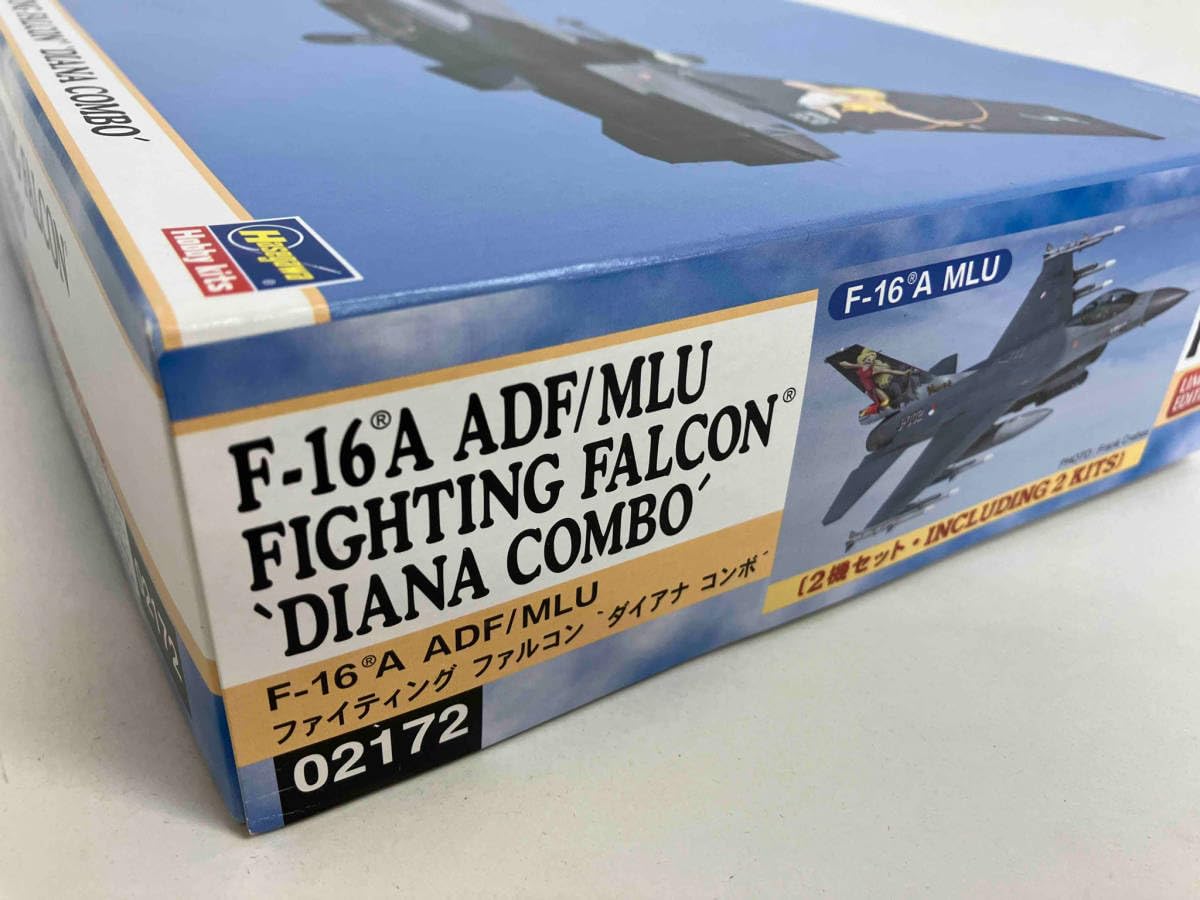 'DIANA COMBO'
FALCON
Hasegawa®
Hobby kits
F-16®A ADF/MLU
FIGHTING FALCON®
'DIANA COMBO'
F-16®A ADF/MLU
ファイティング ファルコン 'ダイアナ コンボ'
02172
F-16®A MLU
(2機セット・INCLUDING 2 KITS)
02172